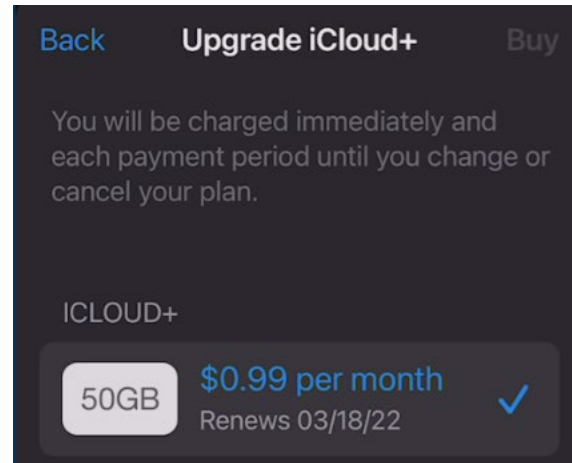 Back Upgrade iCloud+ Buy
You will be charged immediately and
each payment period until you change or
cancel your plan.
ICLOUD+
50GB $0.99 per month
Renews 03/18/22